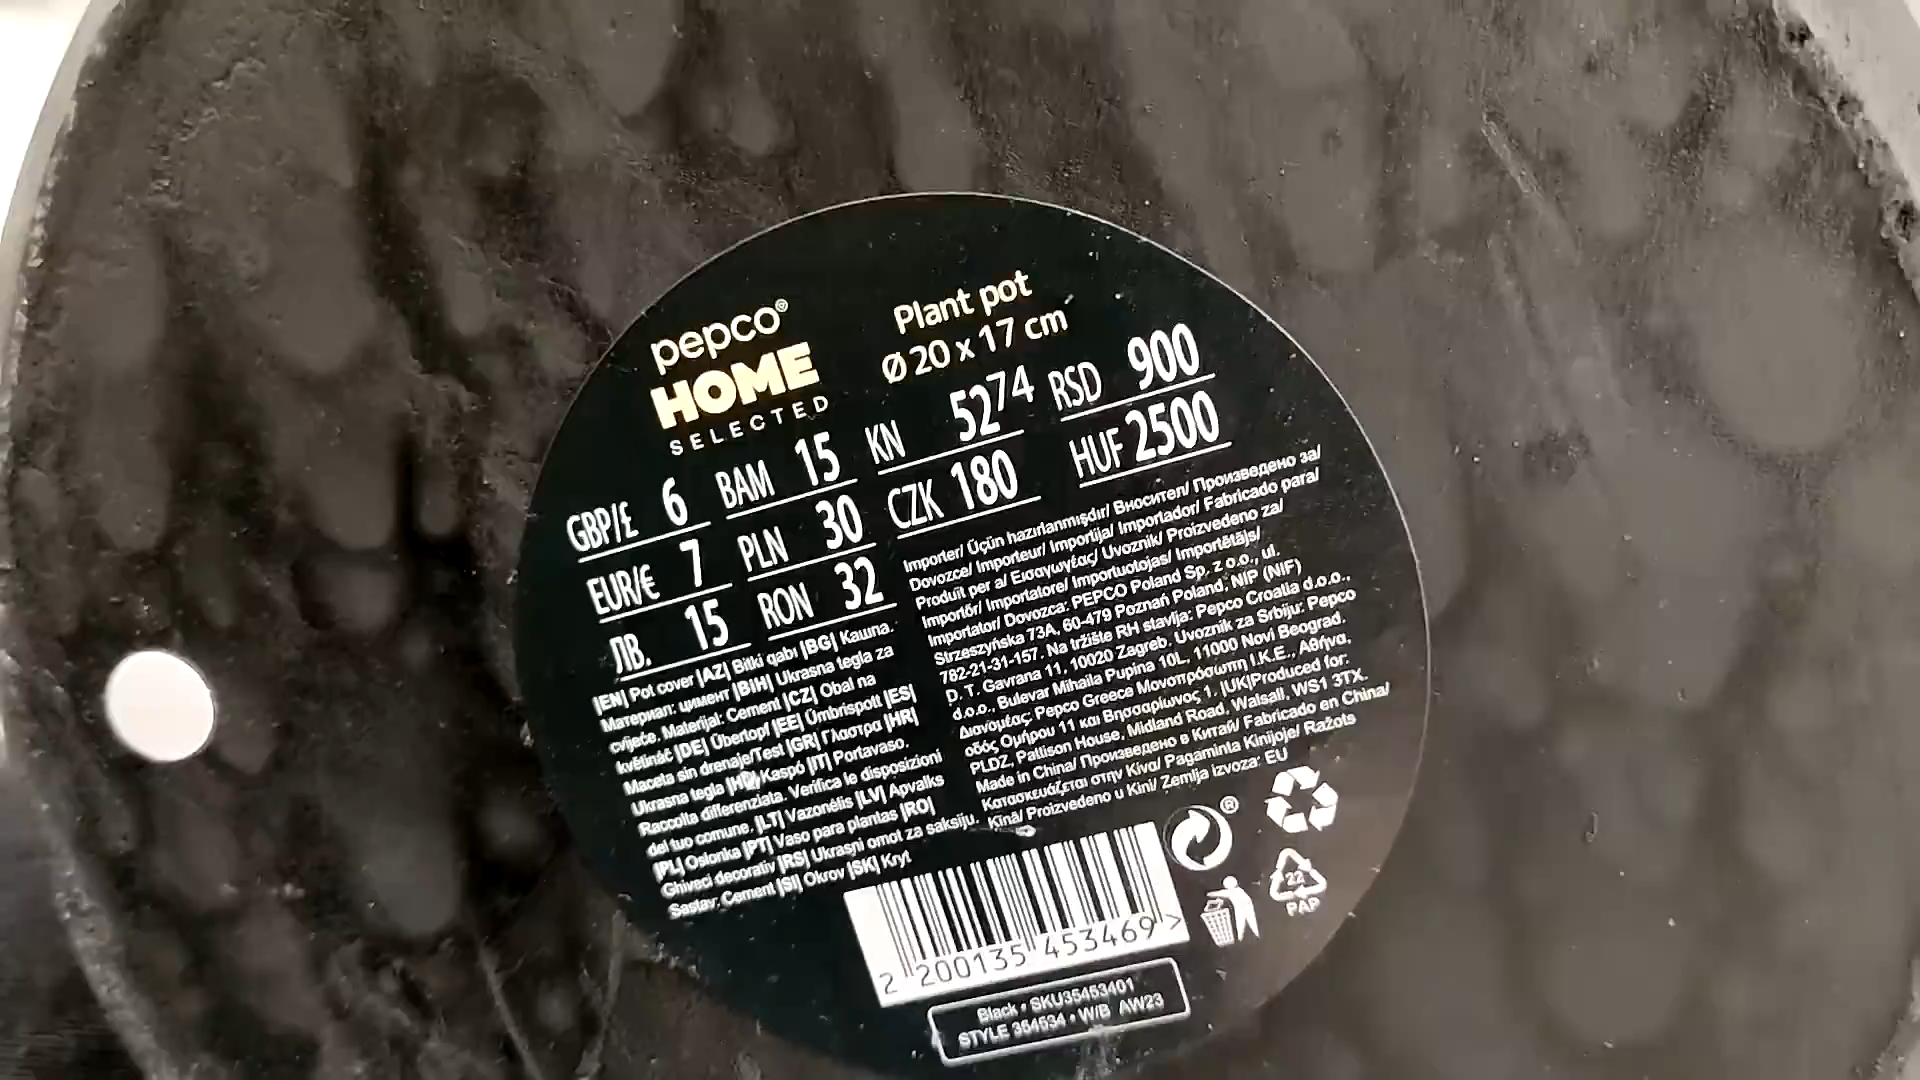 pepco®
HOME
SELECTED
Plant pot
Ø 20 x 17 cm
GBP/£ 6 BAM 15 KN 52⁷⁴ RSD 900
EUR/€ 7 PLN 30 CZK 180 HUF 2500
ЛВ. 15 RON 32
|EN| Pot cover |AZ| Bitki qabı |BG| Кашпа.
Материал: цимент |BIH| Ukrasna tegla za
cvijeće. Materijal: Cement |CZ| Obal na
květináč |DE| Übertopf |EE| Ümbrispott |ES|
Maceta sin drenaje/Test |GR| Γλάστρα |HR|
Ukrasna tegla |HU| Kaspó |IT| Portavaso.
Raccolta differenziata. Verifica le disposizioni
del tuo comune. |LT| Vazonėlis |LV| Apvalks
|PL| Osłonka |PT| Vaso para plantas |RO|
Ghiveci decorativ |RS| Ukrasni omot za saksiju.
Sastav: Cement |SI| Okrov |SK| Kryt
Importer/ Üçün hazırlanmışdır/ Вносител/ Произведено за/
Dovozce/ Importeur/ Importija/ Importador/ Fabricado para/
Produit per a/ Εισαγωγέας/ Uvoznik/ Proizvedeno za/
Importőr/ Importatore/ Importuotojas/ Importētājs/
Importator/ Dovozca: PEPCO Poland Sp. z o.o., ul.
Strzeszyńska 73A, 60-479 Poznań Poland, NIP (NIF)
782-21-31-157. Na tržište RH stavlja: Pepco Croatia d.o.o.,
D. T. Gavrana 11, 10020 Zagreb. Uvoznik za Srbiju: Pepco
d.o.o., Bulevar Mihaila Pupina 10L, 11000 Novi Beograd.
Διανομέας: Pepco Greece Μονοπρόσωπη Ι.Κ.Ε., Αθήνα,
οδός Ομήρου 11 και Βησσαρίωνος 1. |UK|Produced for:
PLDZ, Pattison House, Midland Road, Walsall, WS1 3TX.
Made in China/ Произведено в Китай/ Fabricado en China/
Κατασκευάζεται στην Κίνα/ Pagaminta Kinijoje/ Ražots
Ķīnā/ Proizvedeno u Kini/ Zemlja izvoza: EU
®
22
PAP
2 200135 453469 >
Black • SKU35453401
STYLE 354534 • W/B AW23